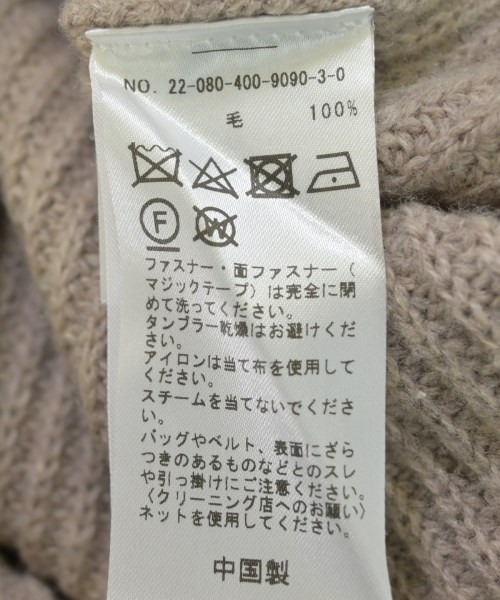 NO. 22-080-400-9090-3-0
毛 100%
F W
ファスナー・面ファスナー（
マジックテープ）は完全に閉
めて洗ってください。
タンブラー乾燥はお避けくだ
さい。
アイロンは当て布を使用して
ください。
スチームを当てないでくださ
い。
バッグやベルト、表面にざら
つきのあるものなどとのスレ
や引っ掛けにご注意ください。
〈クリーニング店へのお願い〉
ネットを使用してください。
中国製